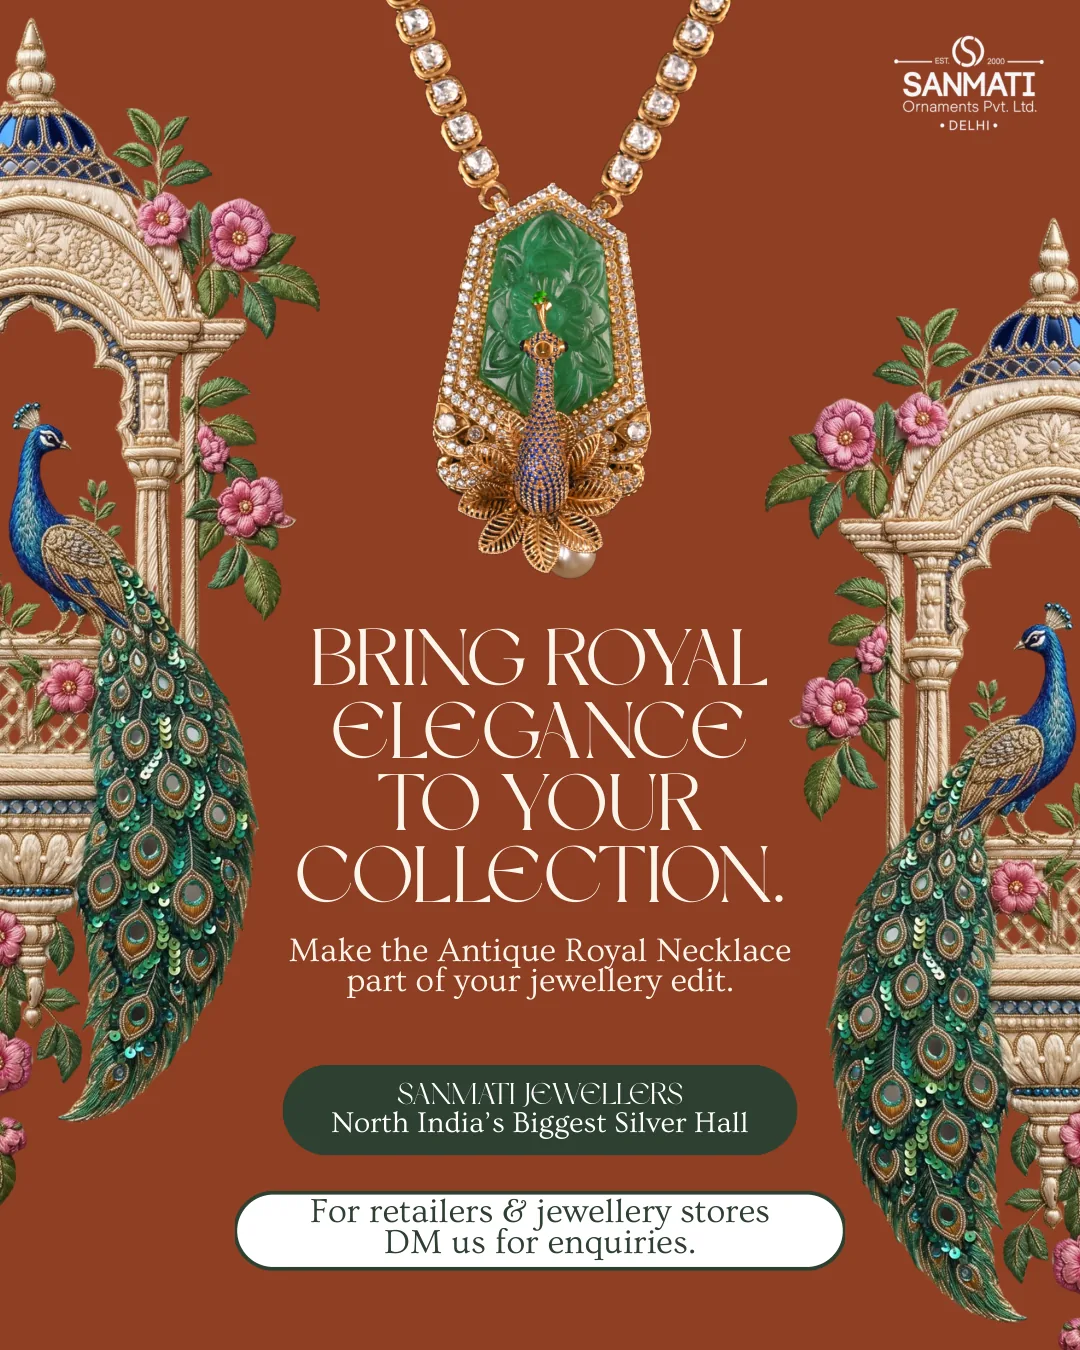 EST. S 2000
SANMATI
Ornaments Pvt. Ltd.
• DELHI •
BRING ROYAL
ELEGANCE
TO YOUR
COLLECTION.
Make the Antique Royal Necklace
part of your jewellery edit.
SANMATI JEWELLERS
North India's Biggest Silver Hall
For retailers & jewellery stores
DM us for enquiries.